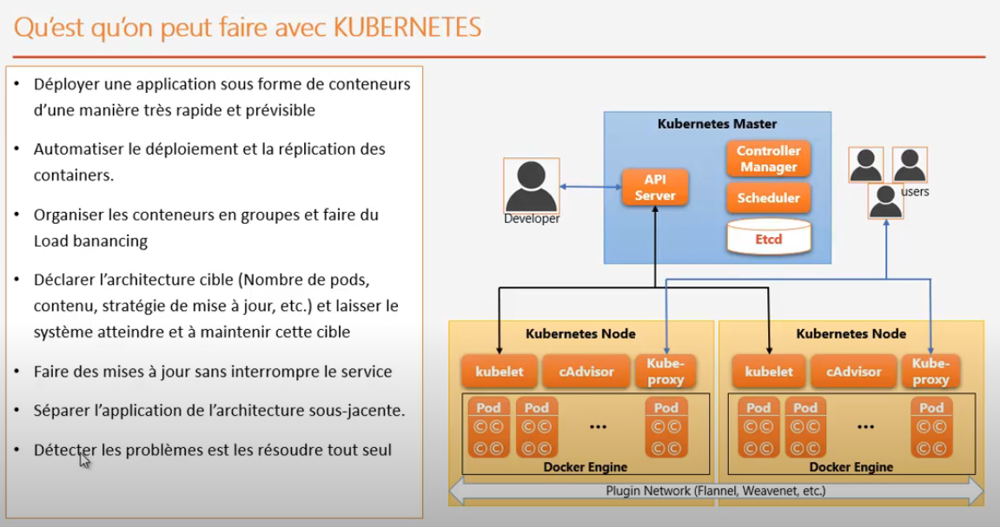 Qu'est qu'on peut faire avec KUBERNETES
• Déployer une application sous forme de conteneurs
d'une manière très rapide et prévisible
• Automatiser le déploiement et la réplication des
containers.
• Organiser les conteneurs en groupes et faire du
Load banancing
• Déclarer l'architecture cible (Nombre de pods,
contenu, stratégie de mise à jour, etc.) et laisser le
système atteindre et à maintenir cette cible
• Faire des mises à jour sans interrompre le service
• Séparer l'application de l'architecture sous-jacente.
• Détecter les problèmes est les résoudre tout seul
Kubernetes Master
Developer
API
Server
Controller
Manager
Scheduler
Etcd
users
Kubernetes Node
kubelet
cAdvisor
Kube-
proxy
Pod
©©
©©
Pod
©©
©©
...
Pod
©©
©©
Docker Engine
Kubernetes Node
kubelet
cAdvisor
Kube-
proxy
Pod
©©
©©
Pod
©©
©©
...
Pod
©©
©©
Docker Engine
Plugin Network (Flannel, Weavenet, etc.)